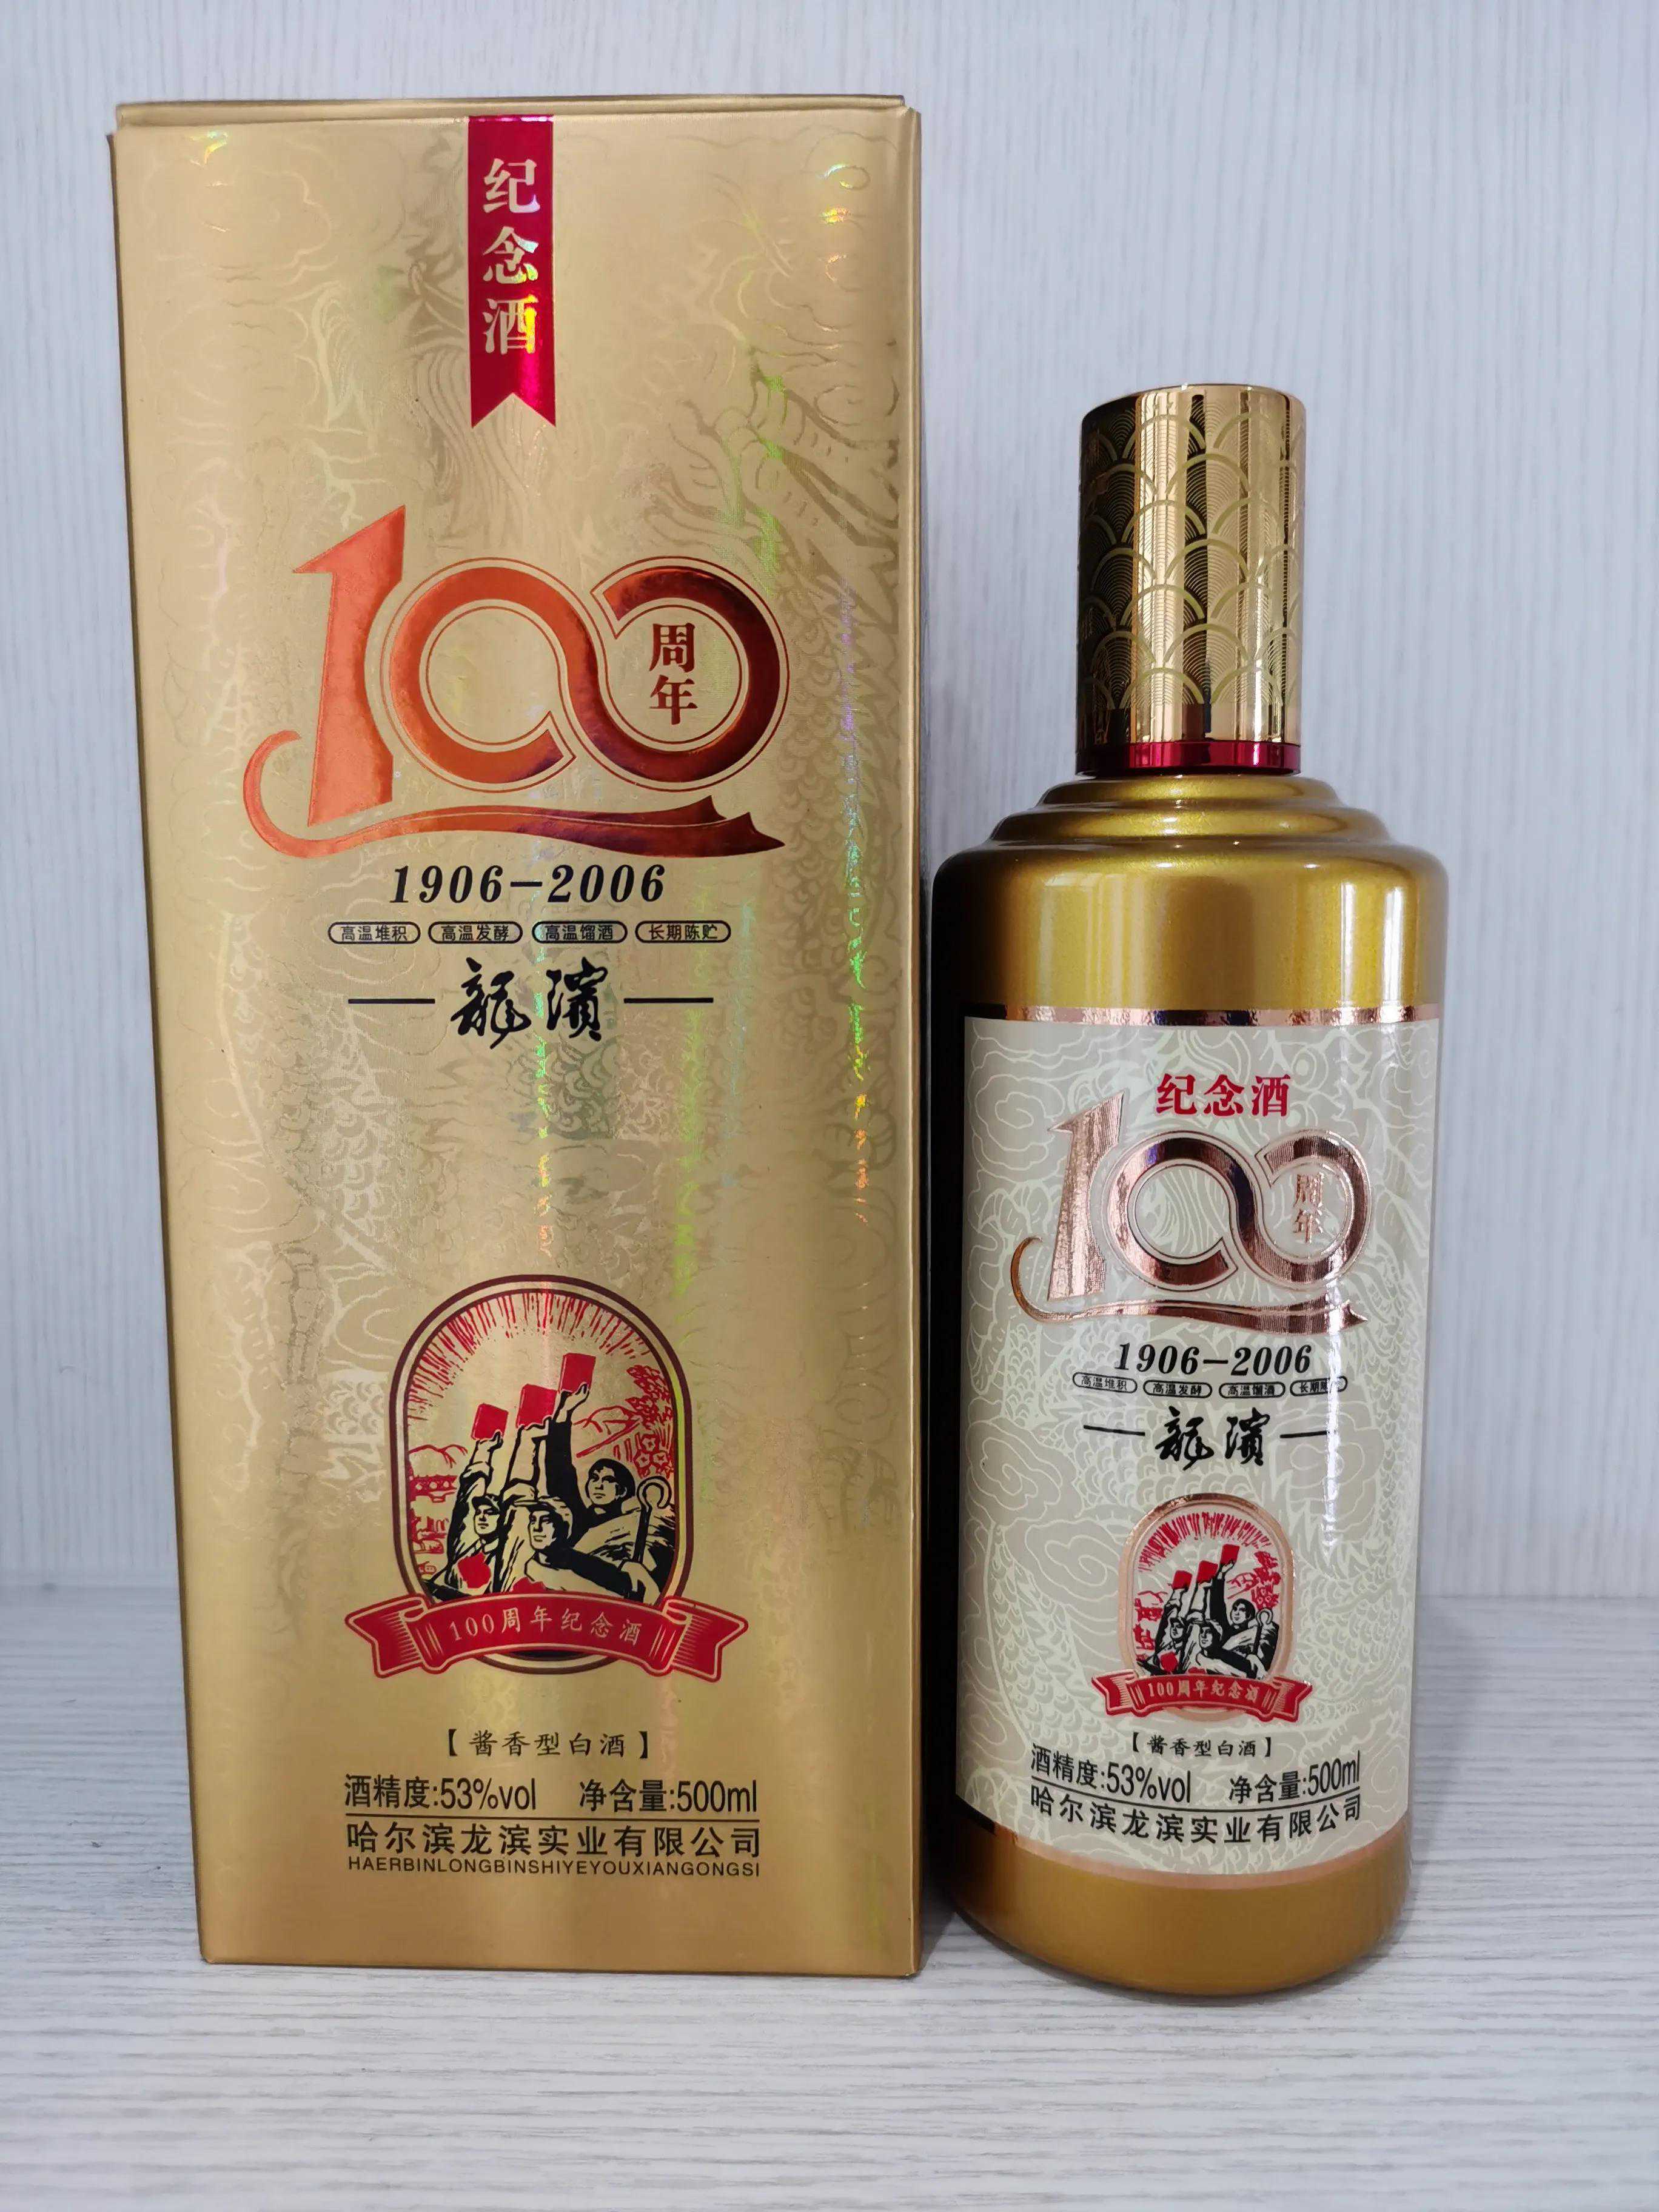 纪念酒
100
周年
1906-2006
高温堆积 高温发酵 高温馏酒 长期陈贮
龍濱
100周年纪念酒
【酱香型白酒】
酒精度:53%vol 净含量:500ml
哈尔滨龙滨实业有限公司
HAERBINLONGBINSHIYEYOUXIANGONGSI
纪念酒
100
周年
1906-2006
高温堆积 高温发酵 高温馏酒 长期陈贮
龍濱
100周年纪念酒
【酱香型白酒】
酒精度:53%vol 净含量:500ml
哈尔滨龙滨实业有限公司